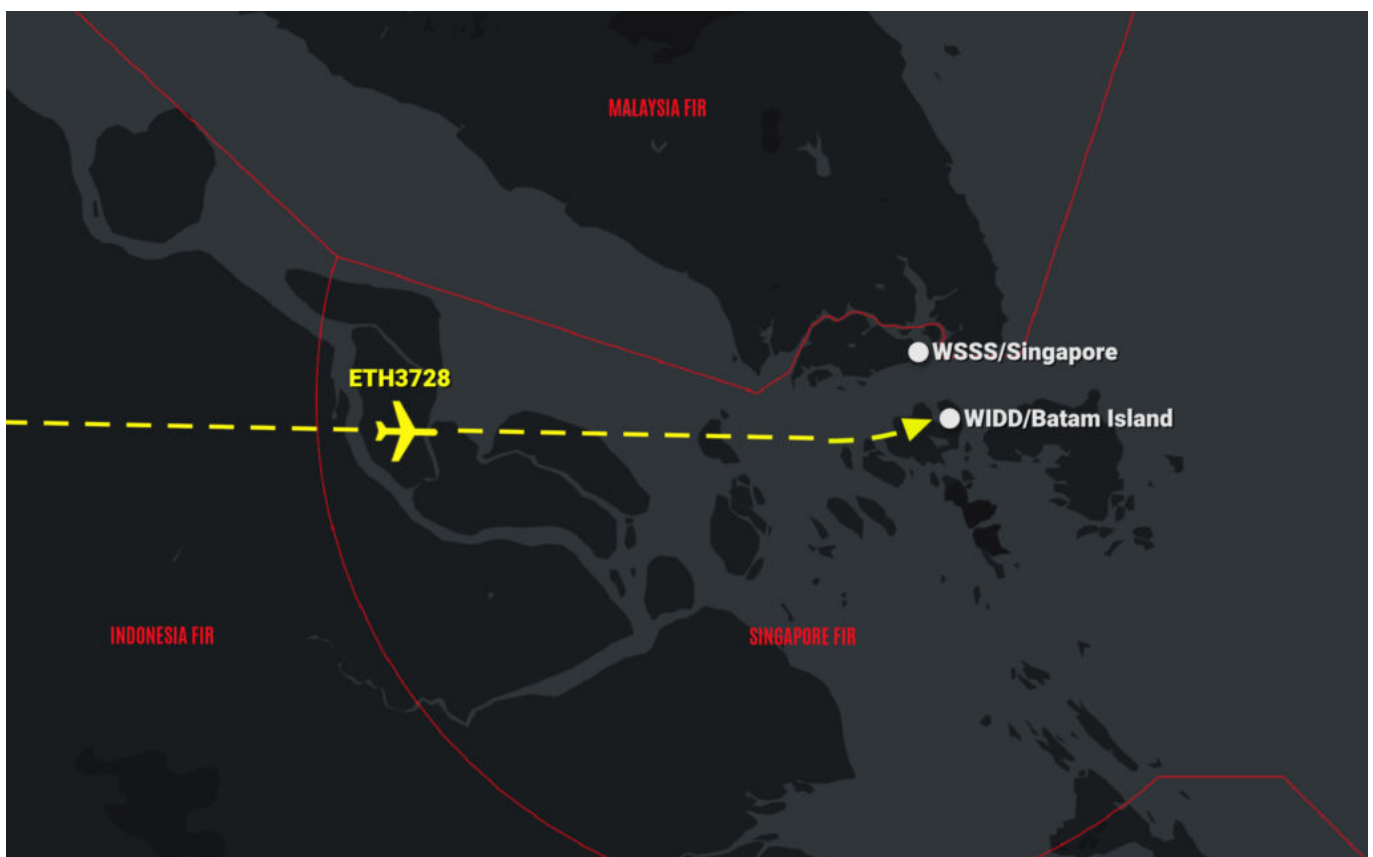 MALAYSIA FIR
WSSS/Singapore
ETH3728
WIDD/Batam Island
INDONESIA FIR
SINGAPORE FIR